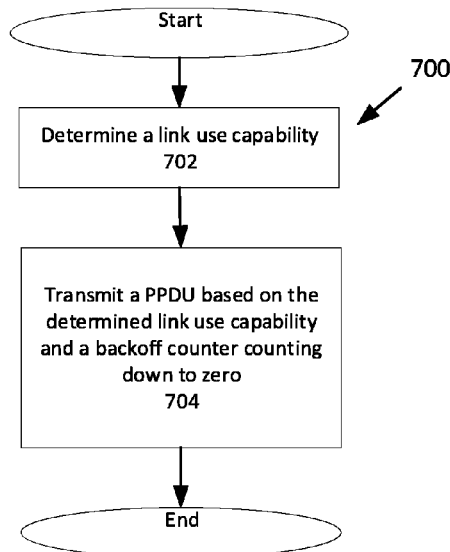 Start
700
Determine a link use capability
702
Transmit a PPDU based on the
determined link use capability
and a backoff counter counting
down to zero
704
End